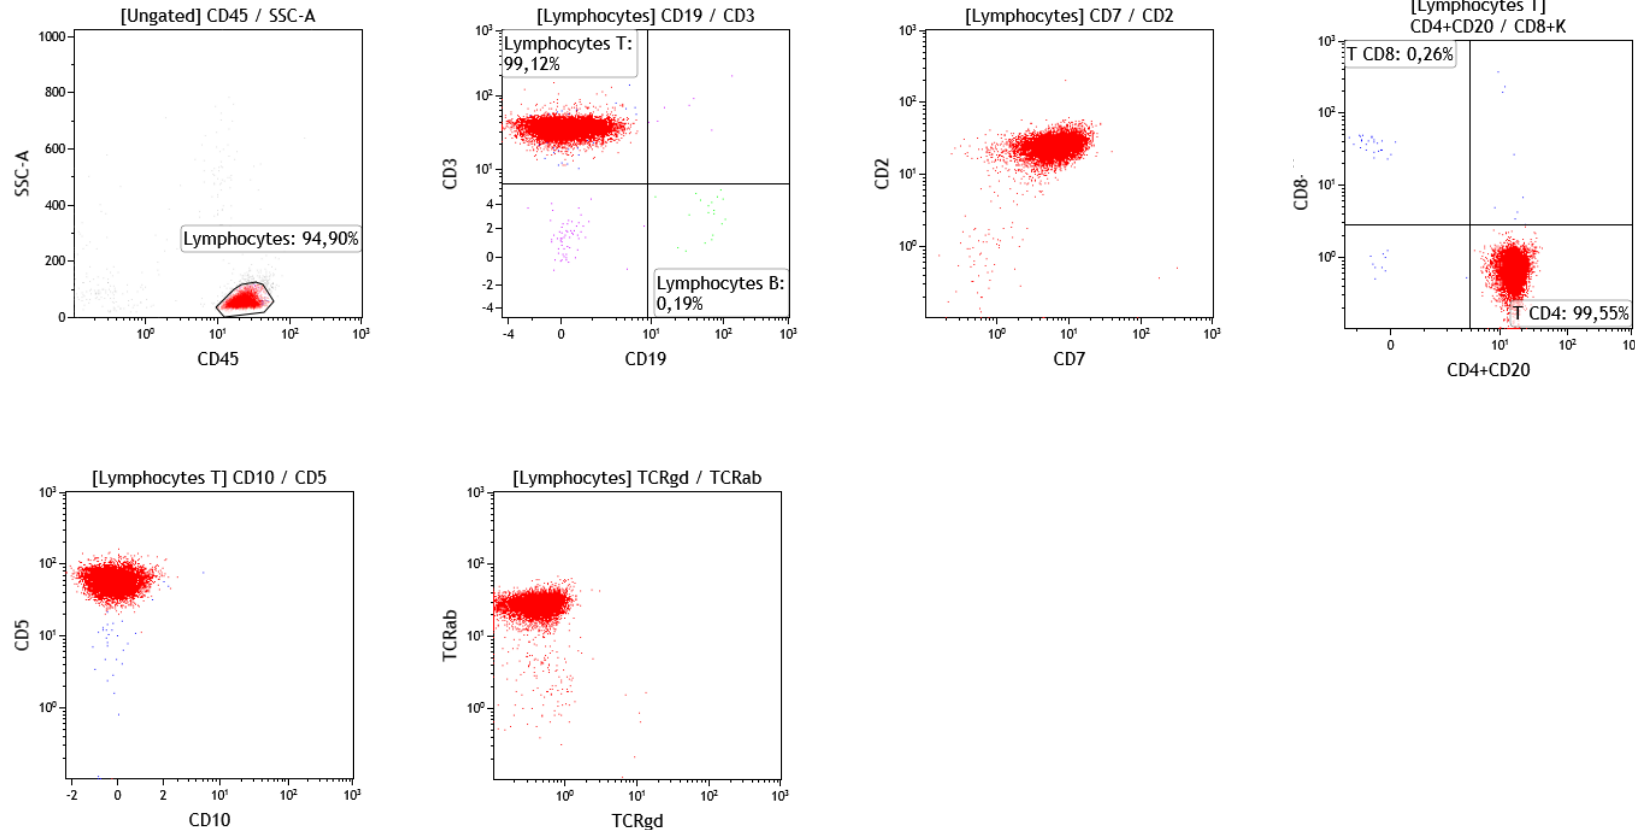 [Ungated] CD45 / SSC-A
1000
800
600
400
200
0
SSC-A
Lymphocytes: 94,90%
10⁰
10¹
10²
10³
CD45
[Lymphocytes] CD19 / CD3
10³
10²
10¹
4
2
0
-2
-4
CD3
Lymphocytes T:
99,12%
Lymphocytes B:
0,19%
-4
0
10¹
10²
10³
CD19
[Lymphocytes] CD7 / CD2
10³
10²
10¹
10⁰
CD2
10⁰
10¹
10²
10³
CD7
[Lymphocytes T]
CD4+CD20 / CD8+K
10³
10²
10¹
10⁰
CD8-
T CD8: 0,26%
T CD4: 99,55%
0
10¹
10²
10
CD4+CD20
[Lymphocytes T] CD10 / CD5
10³
10²
10¹
10⁰
CD5
-2
0
2
10¹
10²
10³
CD10
[Lymphocytes] TCRgd / TCRab
10³
10²
10¹
10⁰
TCRab
10⁰
10¹
10²
10³
TCRgd